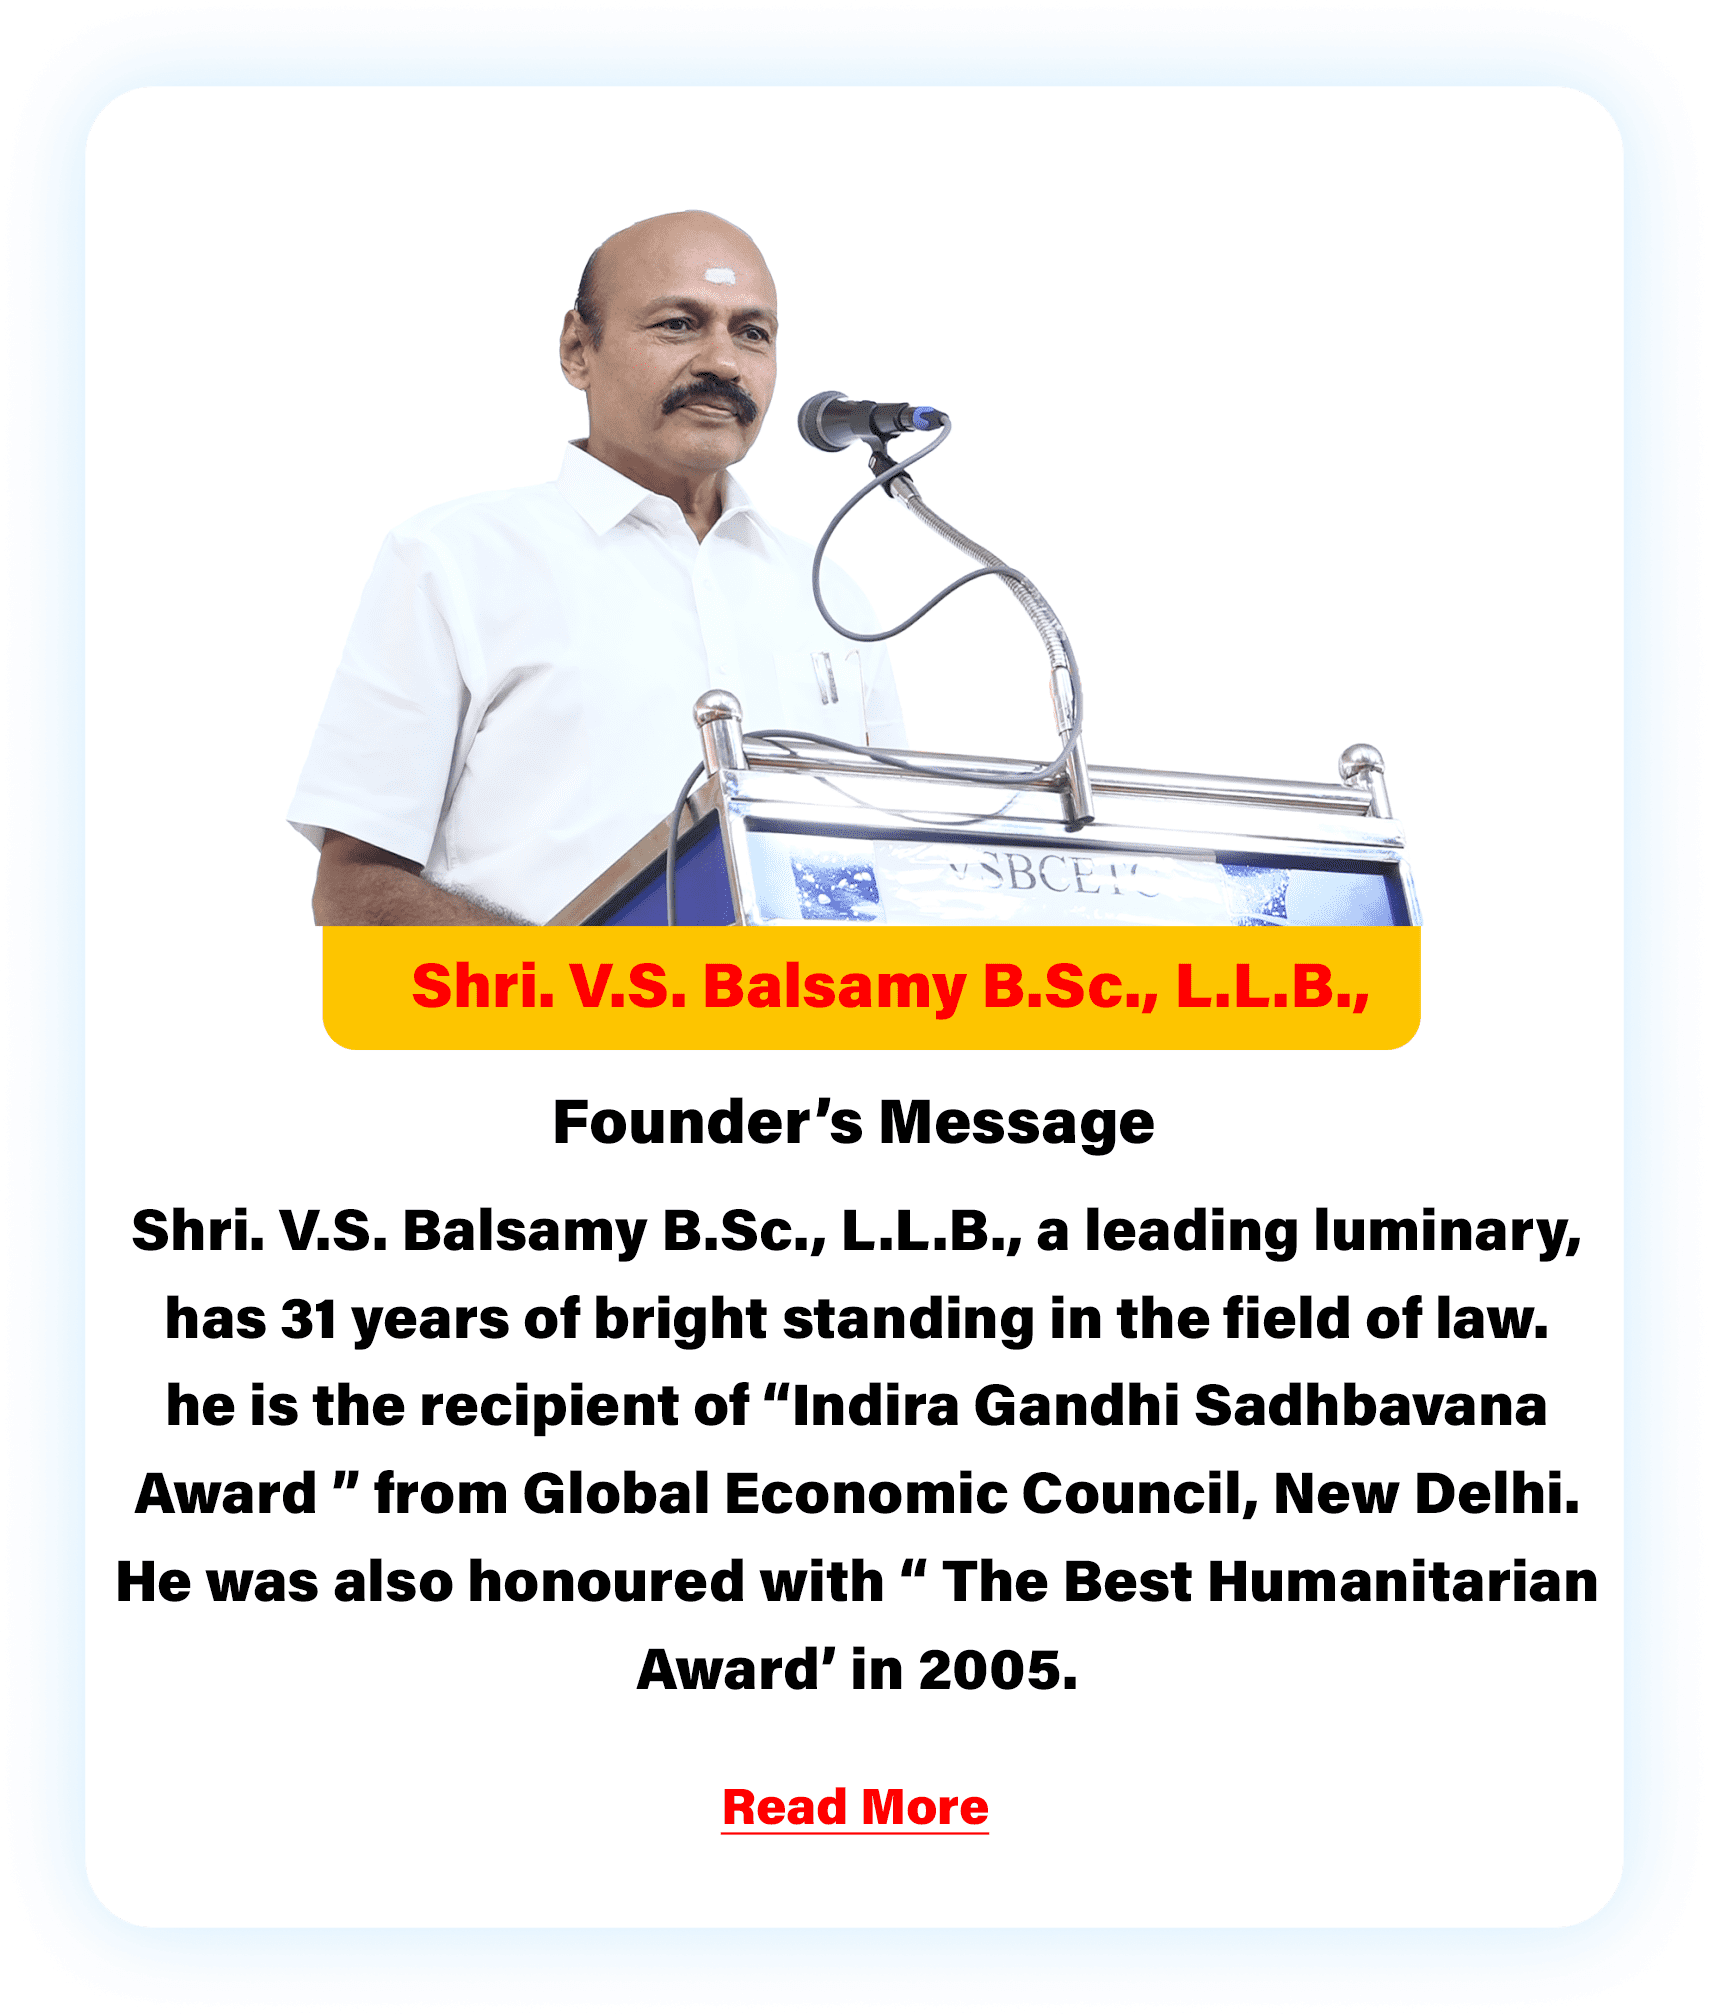 VSBCETC
Shri. V.S. Balsamy B.Sc., L.L.B.,
Founder’s Message
Shri. V.S. Balsamy B.Sc., L.L.B., a leading luminary,
has 31 years of bright standing in the field of law.
he is the recipient of “Indira Gandhi Sadhbavana
Award ” from Global Economic Council, New Delhi.
He was also honoured with “ The Best Humanitarian
Award’ in 2005.
Read More